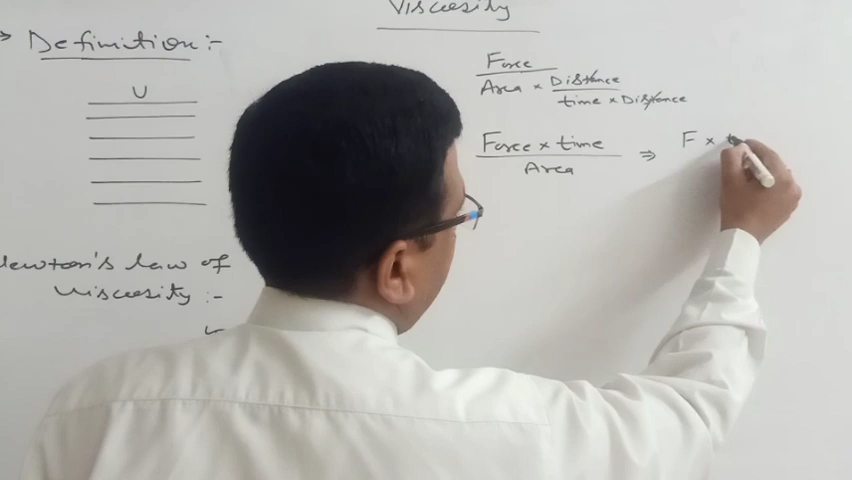 Viscosity
→ Definition:-
U
Newton's law of
Viscosity :-
Force
Area × Distance
time × Distance
Force × time
Area
⇒ F ×